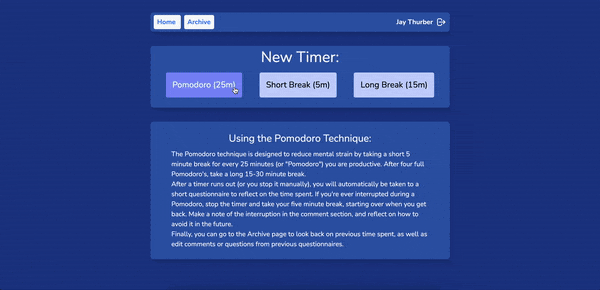 Home Archive Jay Thurber
New Timer:
Pomodoro (25m) Short Break (5m) Long Break (15m)
Using the Pomodoro Technique:
The Pomodoro technique is designed to reduce mental strain by taking a short 5
minute break for every 25 minutes (or "Pomodoro") you are productive. After four full
Pomodoro's, take a long 15-30 minute break.
After a timer runs out (or you stop it manually), you will automatically be taken to a
short questionnaire to reflect on the time spent. If you're ever interrupted during a
Pomodoro, stop the timer and take your five minute break, starting over when you get
back. Make a note of the interruption in the comment section, and reflect on how to
avoid it in the future.
Finally, you can go to the Archive page to look back on previous time spent, as well as
edit comments or questions from previous questionnaires.